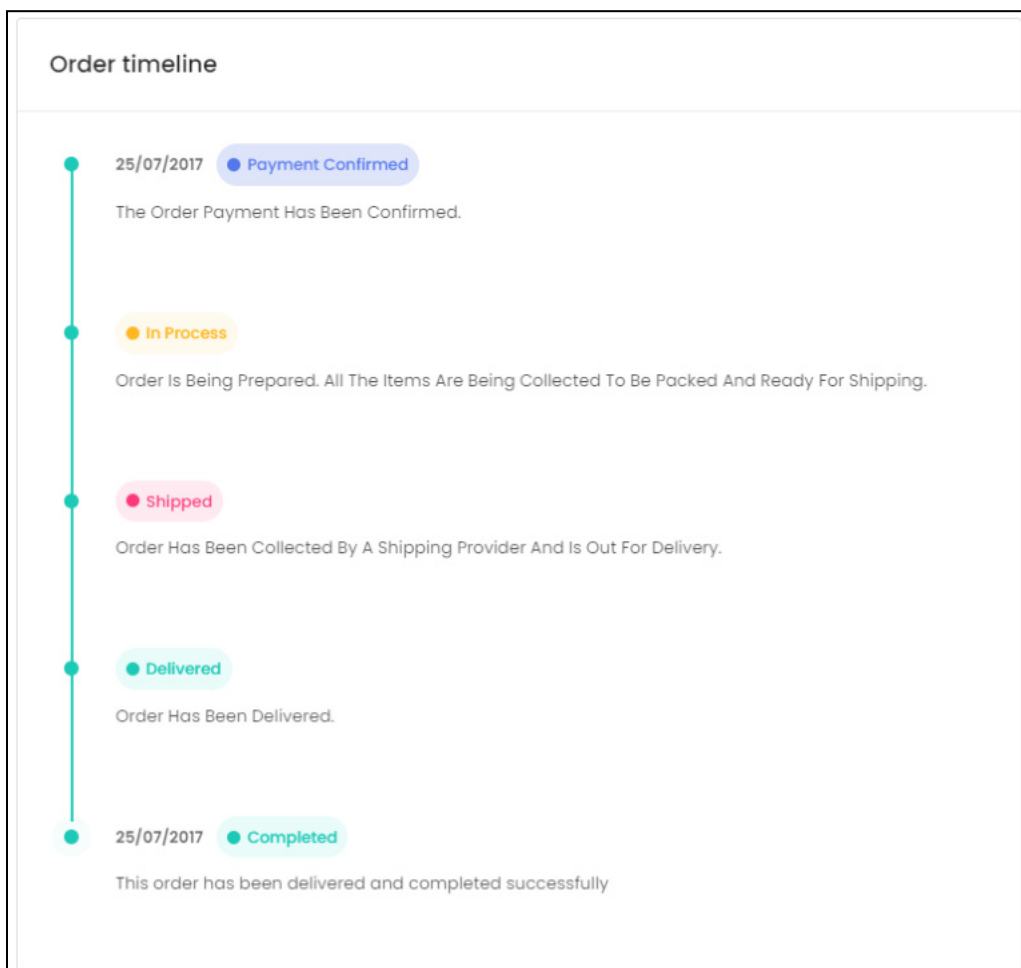 Order timeline
25/07/2017 Payment Confirmed
The Order Payment Has Been Confirmed.
In Process
Order Is Being Prepared. All The Items Are Being Collected To Be Packed And Ready For Shipping.
Shipped
Order Has Been Collected By A Shipping Provider And Is Out For Delivery.
Delivered
Order Has Been Delivered.
25/07/2017 Completed
This order has been delivered and completed successfully